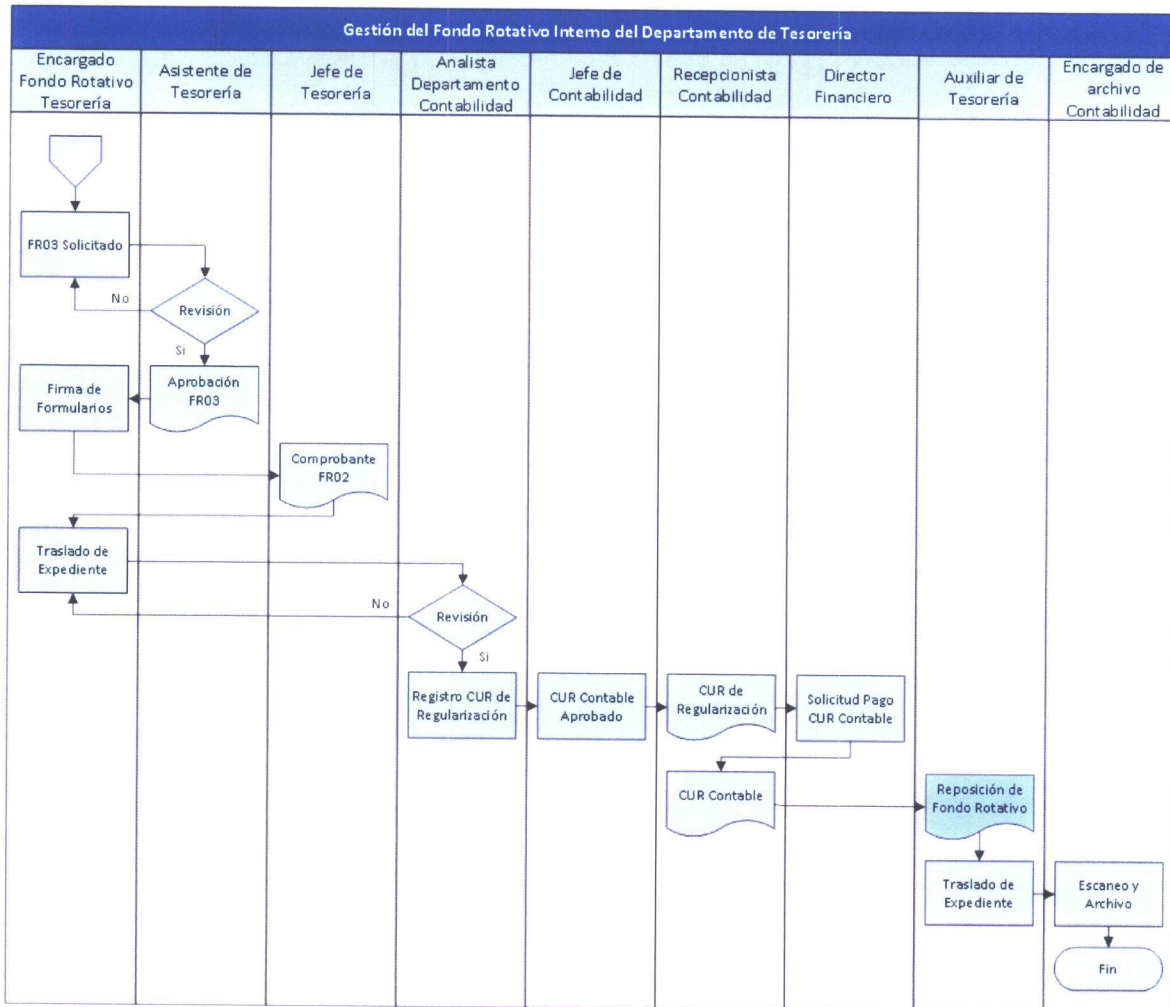 Gestión del Fondo Rotativo Interno del Departamento de Tesorería
Encargado
Fondo Rotativo
Tesorería
Asistente de
Tesorería
Jefe de
Tesorería
Analista
Departamento
Contabilidad
Jefe de
Contabilidad
Recepcionista
Contabilidad
Director
Financiero
Auxiliar de
Tesorería
Encargado de
archivo
Contabilidad
FR03 Solicitado
No
Revisión
Si
Firma de
Formularios
Aprobación
FR03
Comprobante
FR02
Traslado de
Expediente
No
Revisión
Si
Registro CUR de
Regularización
CUR Contable
Aprobado
CUR de
Regularización
Solicitud Pago
CUR Contable
CUR Contable
Reposición de
Fondo Rotativo
Traslado de
Expediente
Escaneo y
Archivo
Fin